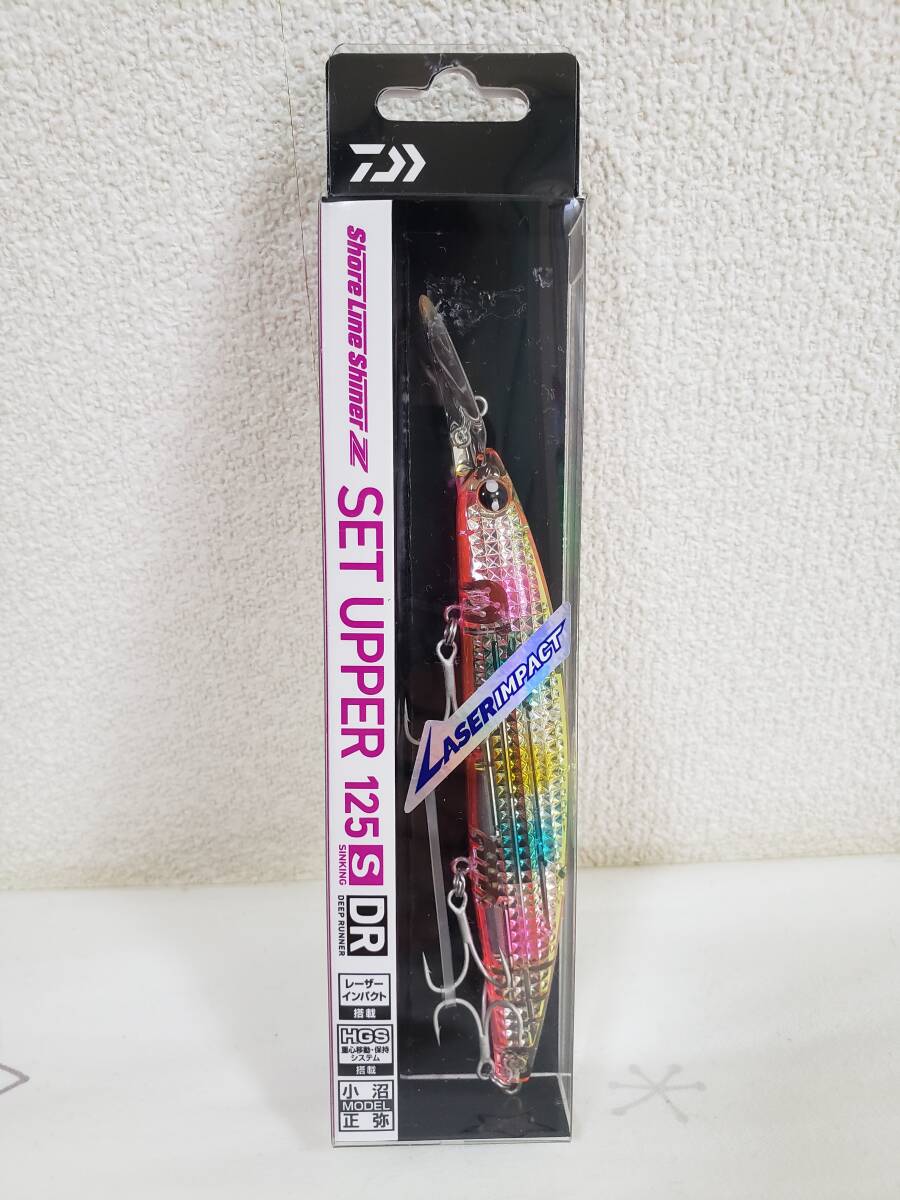 Shore Line Shiner Z
SET UPPER 125 S DR
SINKING
DEEP RUNNER
LASER IMPACT
レーザー
インパクト
搭載
HGS
重心移動・保持
システム
搭載
小沼
MODEL
正弥